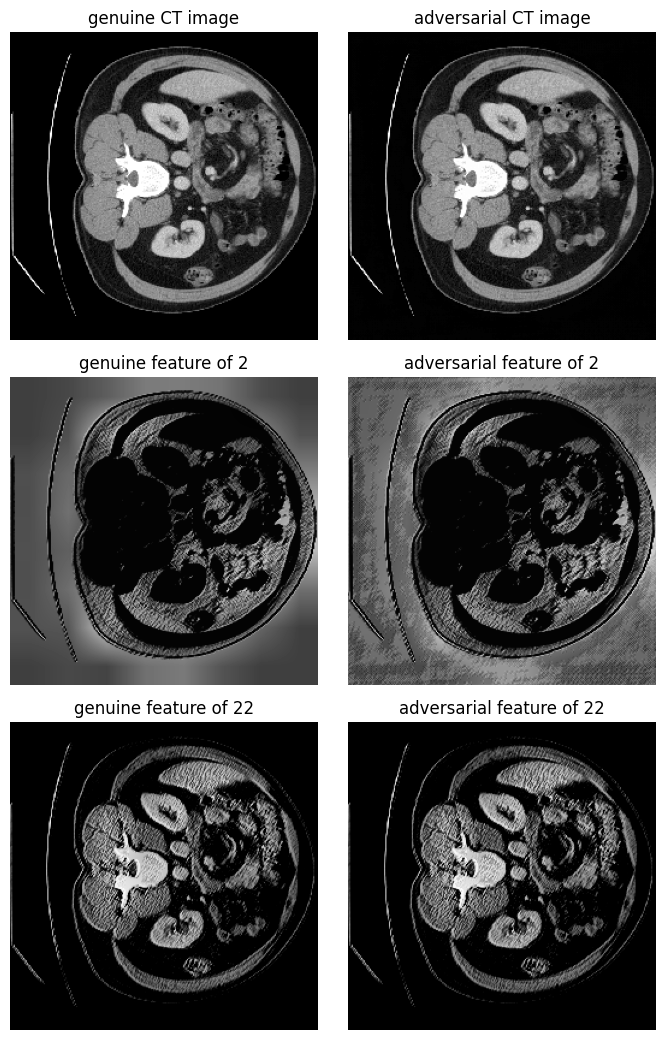 genuine CT image
adversarial CT image
genuine feature of 2
adversarial feature of 2
genuine feature of 22
adversarial feature of 22